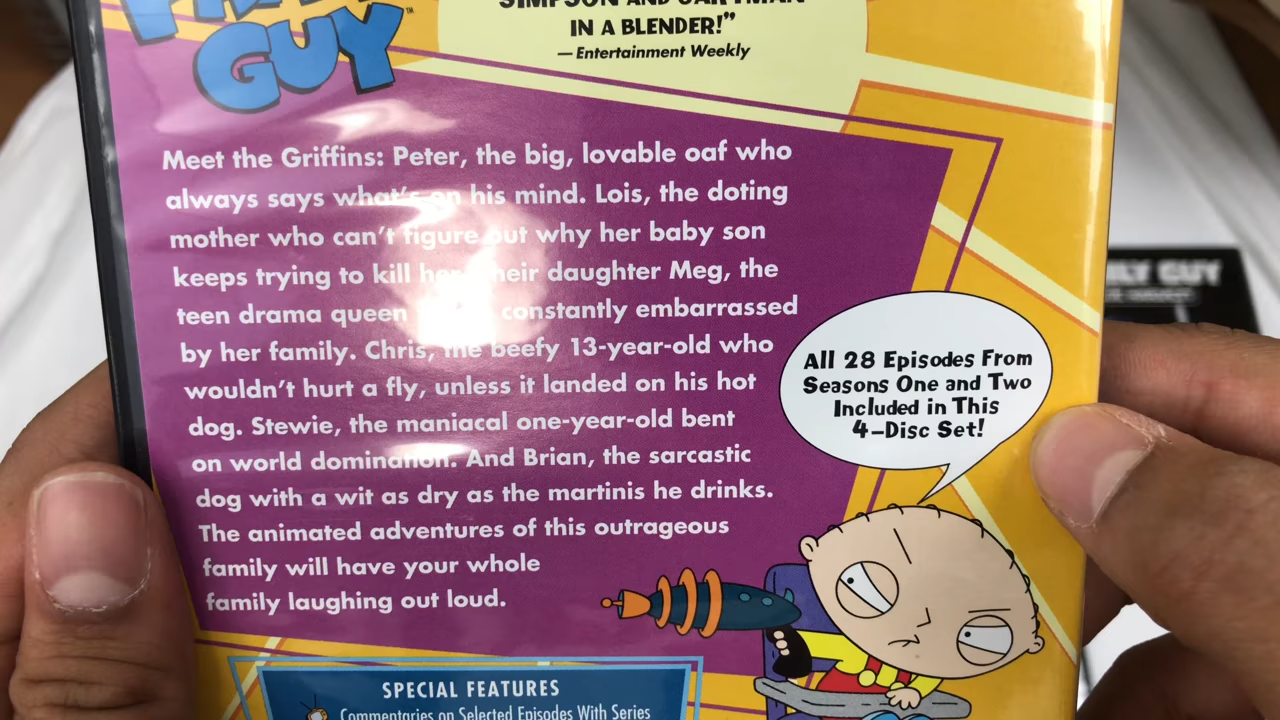 GUY
™
SIMPSON AND CARTMAN
IN A BLENDER!”
— Entertainment Weekly
Meet the Griffins: Peter, the big, lovable oaf who
always says what's on his mind. Lois, the doting
mother who can't figure out why her baby son
keeps trying to kill her. Their daughter Meg, the
teen drama queen constantly embarrassed
by her family. Chris, the beefy 13-year-old who
wouldn't hurt a fly, unless it landed on his hot
dog. Stewie, the maniacal one-year-old bent
on world domination. And Brian, the sarcastic
dog with a wit as dry as the martinis he drinks.
The animated adventures of this outrageous
family will have your whole
family laughing out loud.
All 28 Episodes From
Seasons One and Two
Included in This
4-Disc Set!
SPECIAL FEATURES
Commentaries on Selected Episodes With Series
GUY